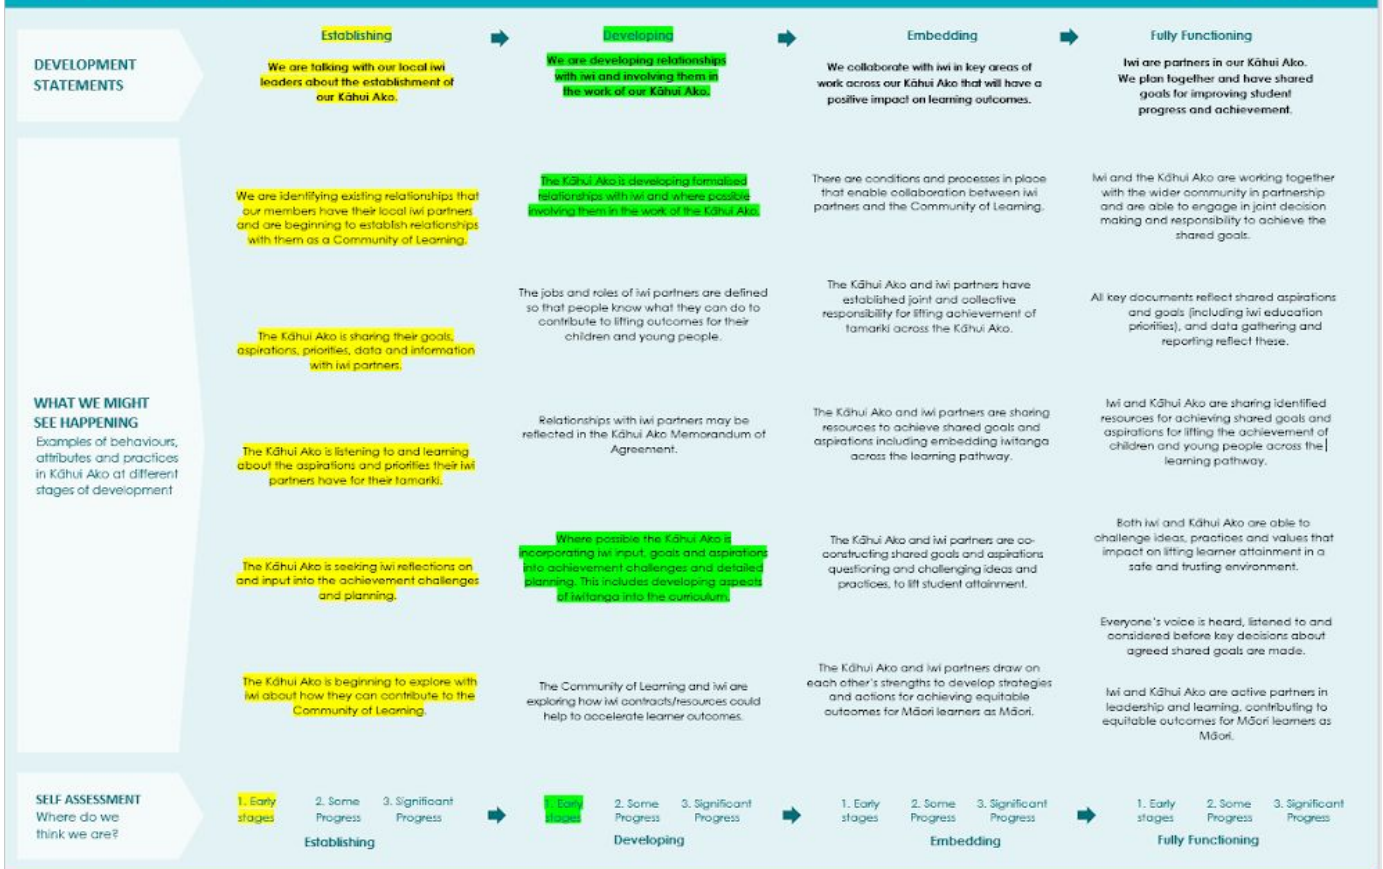 Establishing
Developing
Embedding
Fully Functioning
DEVELOPMENT
STATEMENTS
We are talking with our local iwi
leaders about the establishment of
our Kāhui Ako.
We are developing relationships
with iwi and involving them in
the work of our Kāhui Ako.
We collaborate with iwi in key areas of
work across our Kāhui Ako that will have a
positive impact on learning outcomes.
Iwi are partners in our Kāhui Ako.
We plan together and have shared
goals for improving student
progress and achievement.
WHAT WE MIGHT
SEE HAPPENING
Examples of behaviours,
attributes and practices
in Kāhui Ako at different
stages of development
We are identifying existing relationships that
our members have their local iwi partners
and are beginning to establish relationships
with them as a Community of Learning.
The Kāhui Ako is sharing their goals,
aspirations, priorities, data and information
with iwi partners.
The Kāhui Ako is listening to and learning
about the aspirations and priorities their iwi
partners have for their tamariki.
The Kāhui Ako is seeking iwi reflections on
and input into the achievement challenges
and planning.
The Kāhui Ako is beginning to explore with
iwi about how they can contribute to the
Community of Learning.
The Kāhui Ako is developing formalised
relationships with iwi and where possible
involving them in the work of the Kāhui Ako.
The jobs and roles of iwi partners are defined
so that people know what they can do to
contribute to lifting outcomes for their
children and young people.
Relationships with iwi partners may be
reflected in the Kāhui Ako Memorandum of
Agreement.
Where possible the Kāhui Ako is
incorporating iwi input, goals and aspirations
into achievement challenges and detailed
planning. This includes developing aspects
of iwitanga into the curriculum.
The Community of Learning and iwi are
exploring how iwi contracts/resources could
help to accelerate learner outcomes.
There are conditions and processes in place
that enable collaboration between iwi
partners and the Community of Learning.
The Kāhui Ako and iwi partners have
established joint and collective
responsibility for lifting achievement of
tamariki across the Kāhui Ako.
The Kāhui Ako and iwi partners are sharing
resources to achieve shared goals and
aspirations including embedding iwitanga
across the learning pathway.
The Kāhui Ako and iwi partners are co-
constructing shared goals and aspirations
questioning and challenging ideas and
practices, to lift student attainment.
The Kāhui Ako and iwi partners draw on
each other's strengths to develop strategies
and actions for achieving equitable
outcomes for Māori learners as Māori.
Iwi and the Kāhui Ako are working together
with the wider community in partnership
and are able to engage in joint decision
making and responsibility to achieve the
shared goals.
All key documents reflect shared aspirations
and goals (including iwi education
priorities), and data gathering and
reporting reflect these.
Iwi and Kāhui Ako are sharing identified
resources for achieving shared goals and
aspirations for lifting the achievement of
children and young people across the
learning pathway.
Both iwi and Kāhui Ako are able to
challenge ideas, practices and values that
impact on lifting learner attainment in a
safe and trusting environment.
Everyone's voice is heard, listened to and
considered before key decisions about
agreed shared goals are made.
Iwi and Kāhui Ako are active partners in
leadership and learning, contributing to
equitable outcomes for Māori learners as
Māori.
SELF ASSESSMENT
Where do we
think we are?
1. Early
stages
2. Some
Progress
3. Significant
Progress
Establishing
1. Early
stages
2. Some
Progress
3. Significant
Progress
Developing
1. Early
stages
2. Some
Progress
3. Significant
Progress
Embedding
1. Early
stages
2. Some
Progress
3. Significant
Progress
Fully Functioning